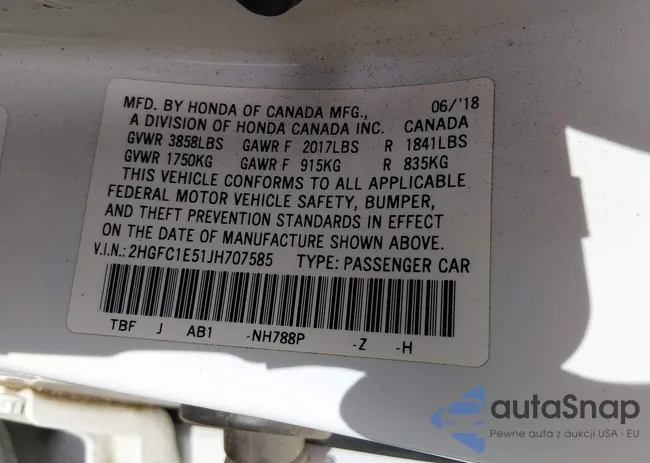 MFD. BY HONDA OF CANADA MFG., 06/'18
A DIVISION OF HONDA CANADA INC. CANADA
GVWR 3858LBS GAWR F 2017LBS R 1841LBS
GVWR 1750KG GAWR F 915KG R 835KG
THIS VEHICLE CONFORMS TO ALL APPLICABLE
FEDERAL MOTOR VEHICLE SAFETY, BUMPER,
AND THEFT PREVENTION STANDARDS IN EFFECT
ON THE DATE OF MANUFACTURE SHOWN ABOVE.
V.I.N.: 2HGFC1E51JH707585 TYPE: PASSENGER CAR
TBF J AB1 -NH788P -Z -H
autaSnap
Pewne auta z aukcji USA i EU